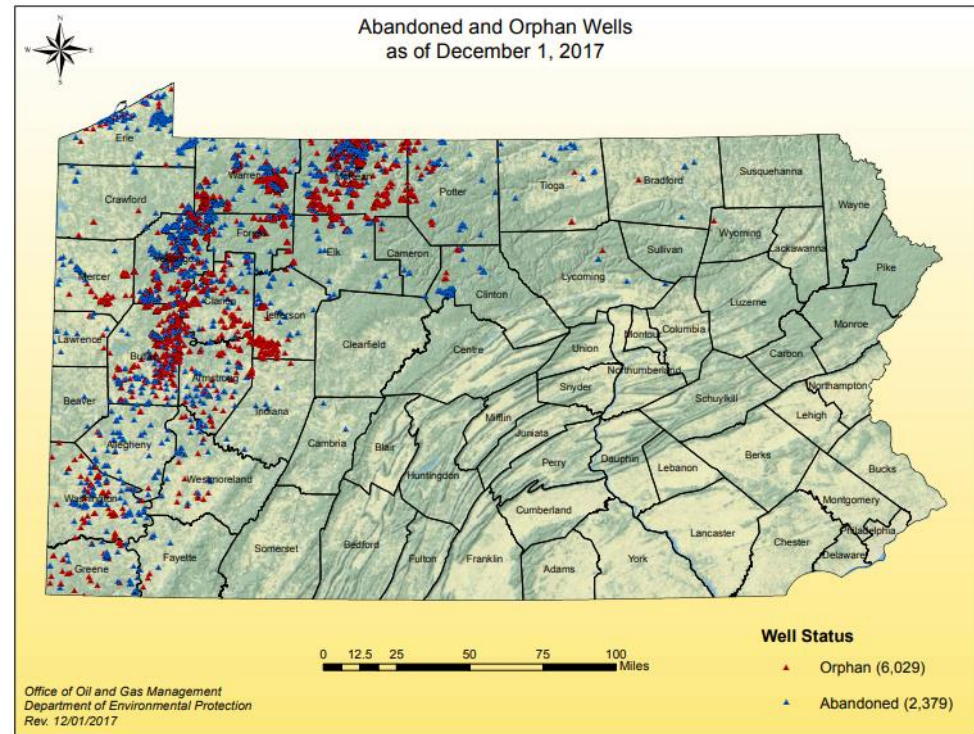 Abandoned and Orphan Wells
as of December 1, 2017
N
W
E
S
Erie
Crawford
Warren
McKean
Potter
Tioga
Bradford
Susquehanna
Wayne
Forest
Elk
Cameron
Sullivan
Wyoming
Lackawanna
Pike
Mercer
Venango
Clarion
Jefferson
Clinton
Lycoming
Luzerne
Monroe
Lawrence
Butler
Clearfield
Centre
Union
Montour
Columbia
Carbon
Northumberland
Northampton
Armstrong
Snyder
Schuylkill
Beaver
Indiana
Lehigh
Allegheny
Cambria
Blair
Mifflin
Juniata
Huntingdon
Perry
Dauphin
Lebanon
Berks
Bucks
Westmoreland
Washington
Montgomery
Cumberland
Philadelphia
Lancaster
Chester
Delaware
Greene
Fayette
Somerset
Bedford
Fulton
Franklin
Adams
York
0 12.5 25 50 75 100
Miles
Well Status
Orphan (6,029)
Abandoned (2,379)
Office of Oil and Gas Management
Department of Environmental Protection
Rev. 12/01/2017